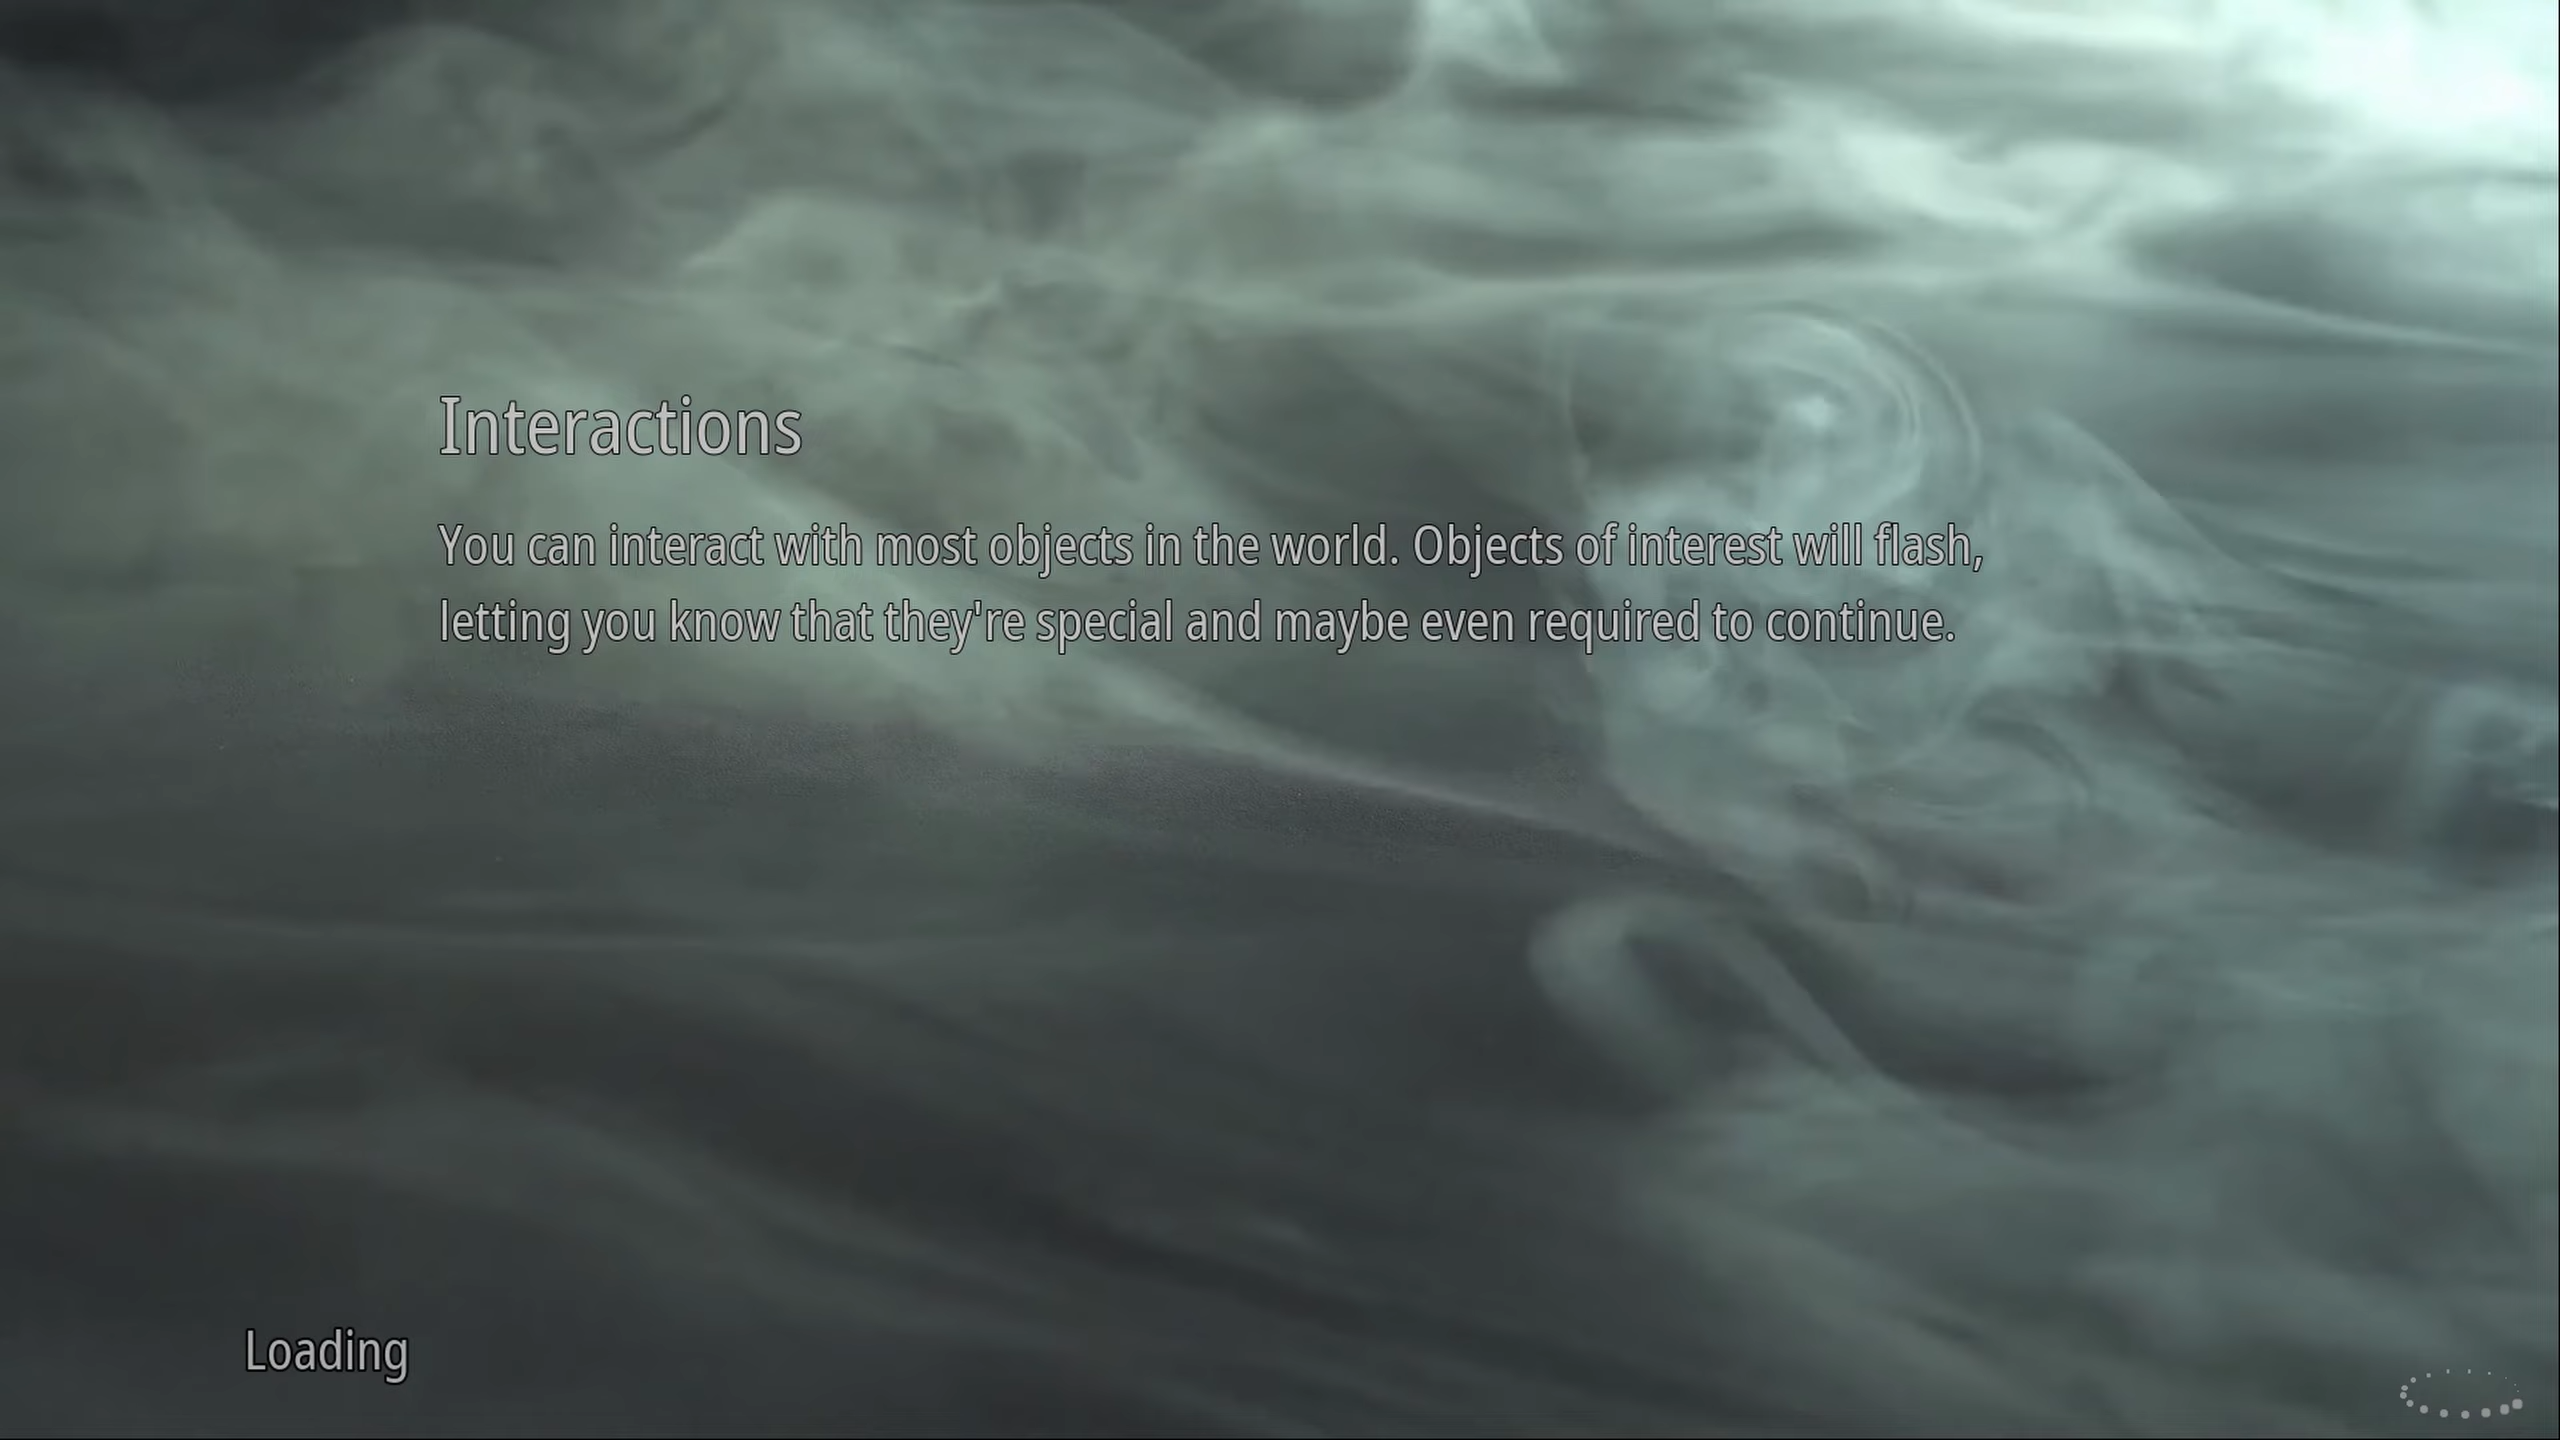 Interactions
You can interact with most objects in the world. Objects of interest will flash,
letting you know that they're special and maybe even required to continue.
Loading